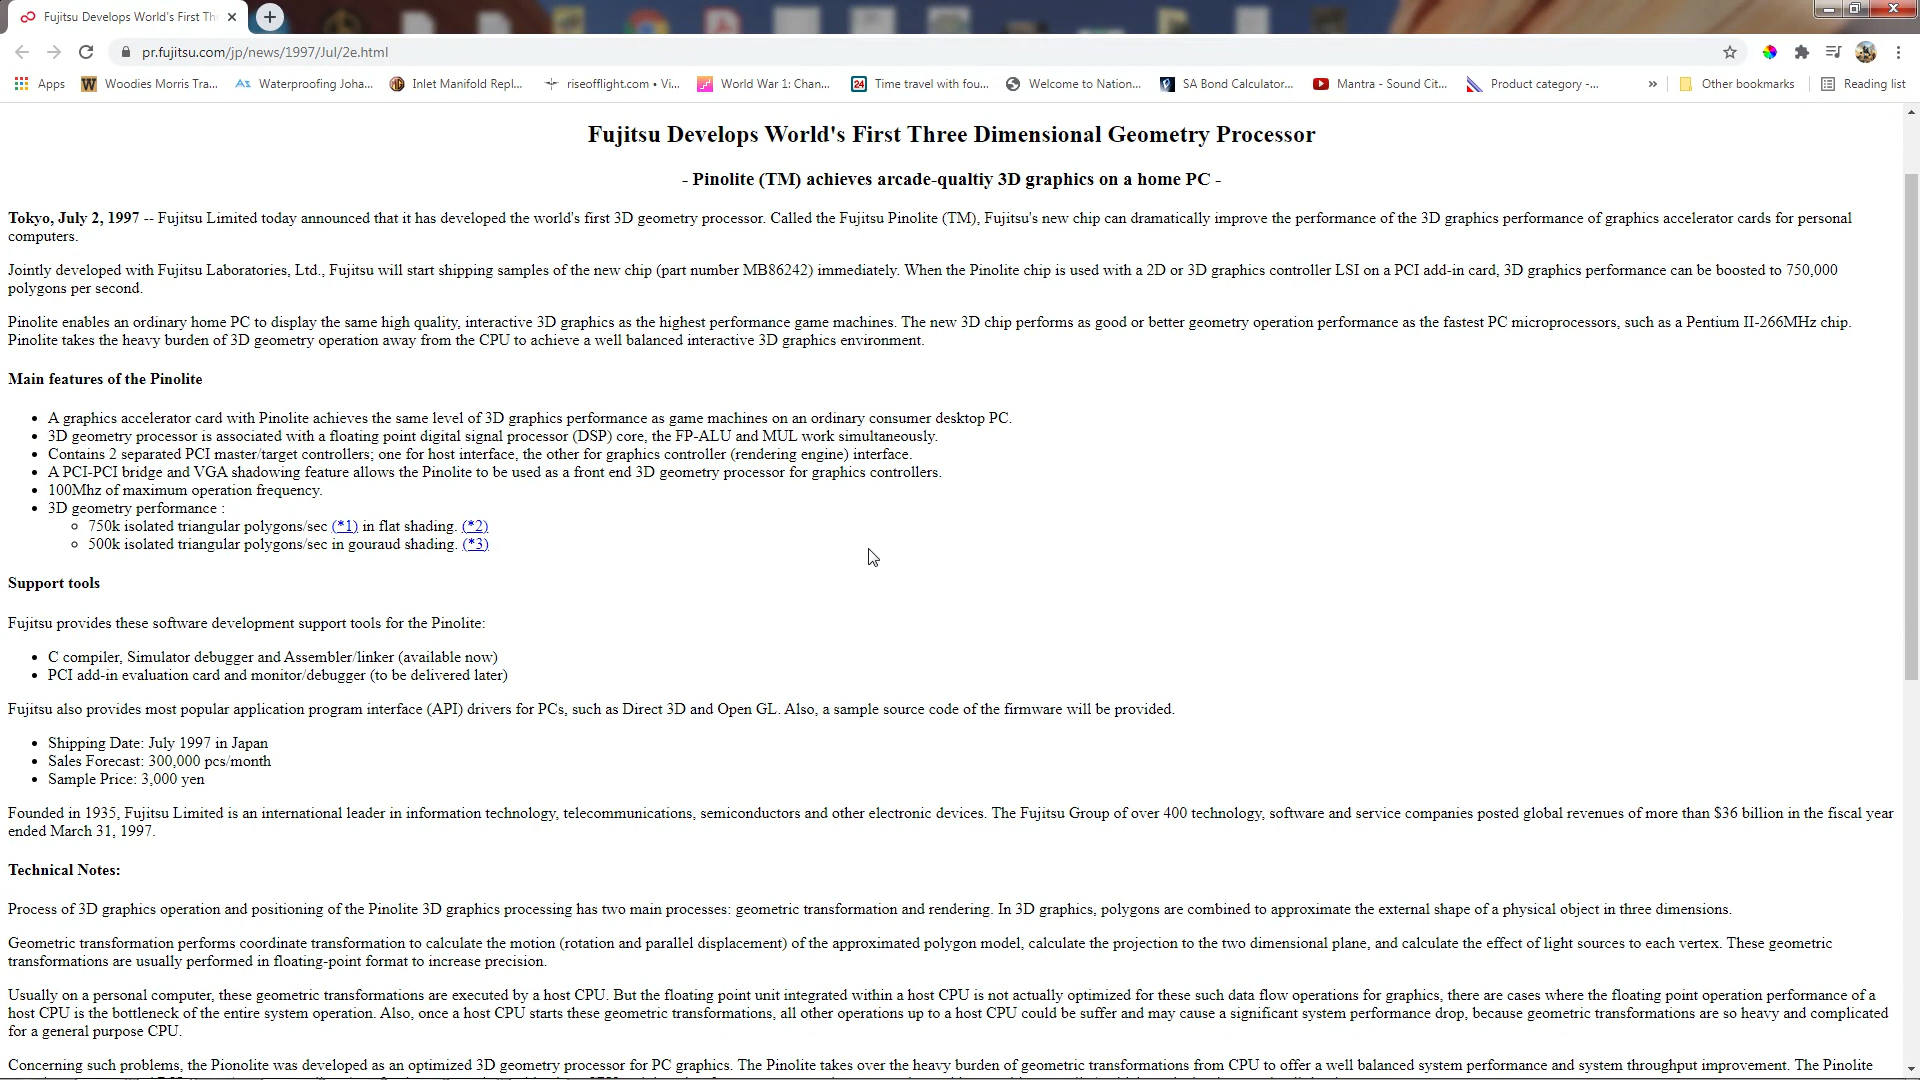 Fujitsu Develops World's First Th
pr.fujitsu.com/jp/news/1997/Jul/2e.html
Apps
Woodies Morris Tra...
Waterproofing Joha...
Inlet Manifold Repl...
riseofflight.com • Vi...
World War 1: Chan...
Time travel with fou...
Welcome to Nation...
SA Bond Calculator...
Mantra - Sound Cit...
Product category -...
»
Other bookmarks
Reading list
Fujitsu Develops World's First Three Dimensional Geometry Processor
- Pinolite (TM) achieves arcade-qualtiy 3D graphics on a home PC -
Tokyo, July 2, 1997 -- Fujitsu Limited today announced that it has developed the world's first 3D geometry processor. Called the Fujitsu Pinolite (TM), Fujitsu's new chip can dramatically improve the performance of the 3D graphics performance of graphics accelerator cards for personal
computers.
Jointly developed with Fujitsu Laboratories, Ltd., Fujitsu will start shipping samples of the new chip (part number MB86242) immediately. When the Pinolite chip is used with a 2D or 3D graphics controller LSI on a PCI add-in card, 3D graphics performance can be boosted to 750,000
polygons per second.
Pinolite enables an ordinary home PC to display the same high quality, interactive 3D graphics as the highest performance game machines. The new 3D chip performs as good or better geometry operation performance as the fastest PC microprocessors, such as a Pentium II-266MHz chip.
Pinolite takes the heavy burden of 3D geometry operation away from the CPU to achieve a well balanced interactive 3D graphics environment.
Main features of the Pinolite
• A graphics accelerator card with Pinolite achieves the same level of 3D graphics performance as game machines on an ordinary consumer desktop PC.
• 3D geometry processor is associated with a floating point digital signal processor (DSP) core, the FP-ALU and MUL work simultaneously.
• Contains 2 separated PCI master/target controllers; one for host interface, the other for graphics controller (rendering engine) interface.
• A PCI-PCI bridge and VGA shadowing feature allows the Pinolite to be used as a front end 3D geometry processor for graphics controllers.
• 100Mhz of maximum operation frequency.
• 3D geometry performance :
◦ 750k isolated triangular polygons/sec (*1) in flat shading. (*2)
◦ 500k isolated triangular polygons/sec in gouraud shading. (*3)
Support tools
Fujitsu provides these software development support tools for the Pinolite:
• C compiler, Simulator debugger and Assembler/linker (available now)
• PCI add-in evaluation card and monitor/debugger (to be delivered later)
Fujitsu also provides most popular application program interface (API) drivers for PCs, such as Direct 3D and Open GL. Also, a sample source code of the firmware will be provided.
• Shipping Date: July 1997 in Japan
• Sales Forecast: 300,000 pcs/month
• Sample Price: 3,000 yen
Founded in 1935, Fujitsu Limited is an international leader in information technology, telecommunications, semiconductors and other electronic devices. The Fujitsu Group of over 400 technology, software and service companies posted global revenues of more than $36 billion in the fiscal year
ended March 31, 1997.
Technical Notes:
Process of 3D graphics operation and positioning of the Pinolite 3D graphics processing has two main processes: geometric transformation and rendering. In 3D graphics, polygons are combined to approximate the external shape of a physical object in three dimensions.
Geometric transformation performs coordinate transformation to calculate the motion (rotation and parallel displacement) of the approximated polygon model, calculate the projection to the two dimensional plane, and calculate the effect of light sources to each vertex. These geometric
transformations are usually performed in floating-point format to increase precision.
Usually on a personal computer, these geometric transformations are executed by a host CPU. But the floating point unit integrated within a host CPU is not actually optimized for these such data flow operations for graphics, there are cases where the floating point operation performance of a
host CPU is the bottleneck of the entire system operation. Also, once a host CPU starts these geometric transformations, all other operations up to a host CPU could be suffer and may cause a significant system performance drop, because geometric transformations are so heavy and complicated
for a general purpose CPU.
Concerning such problems, the Pionolite was developed as an optimized 3D geometry processor for PC graphics. The Pinolite takes over the heavy burden of geometric transformations from CPU to offer a well balanced system performance and system throughput improvement. The Pinolite